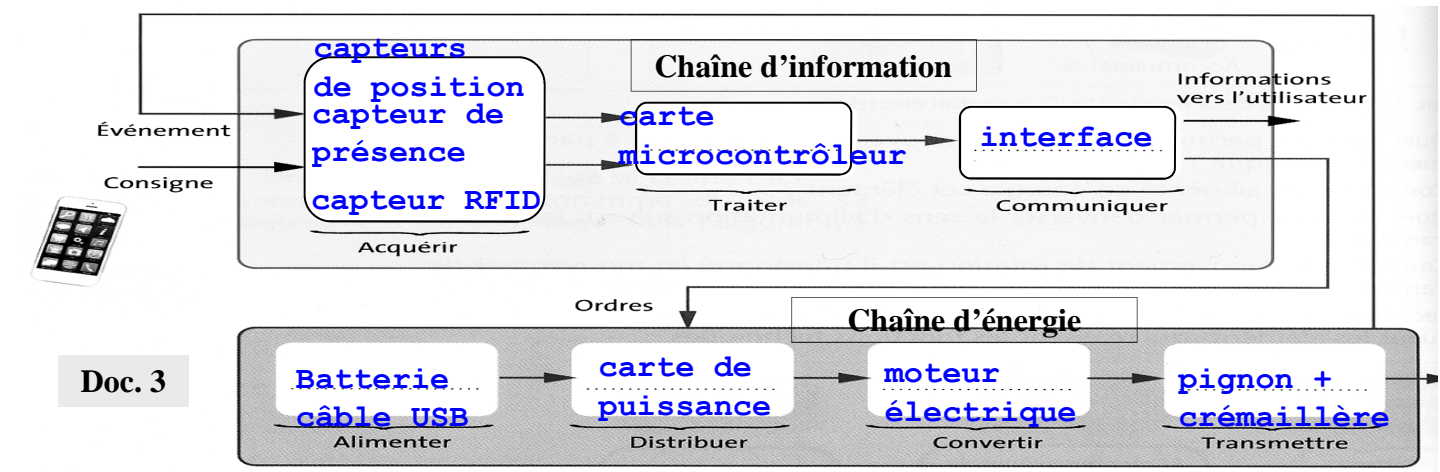 capteurs
de position
capteur de
présence
capteur RFID
Acquérir
Chaîne d'information
carte
microcontrôleur
Traiter
interface
Communiquer
Informations
vers l'utilisateur
Événement
Consigne
Ordres
Chaîne d'énergie
Doc. 3
Batterie
câble USB
Alimenter
carte de
puissance
Distribuer
moteur
électrique
Convertir
pignon +
crémaillère
Transmettre